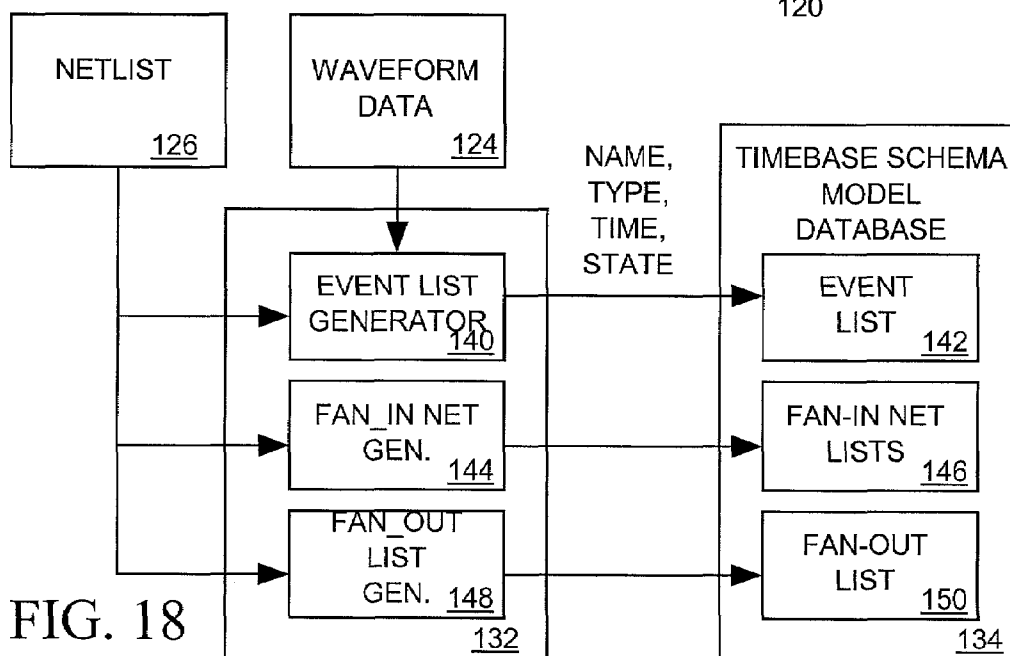 120
NETLIST
126
WAVEFORM
DATA
124
NAME,
TYPE,
TIME,
STATE
TIMEBASE SCHEMA
MODEL
DATABASE
EVENT LIST
GENERATOR
140
EVENT
LIST
142
FAN_IN NET
GEN.
144
FAN-IN NET
LISTS
146
FAN_OUT
LIST
GEN.
148
FAN-OUT
LIST
150
FIG. 18
132
134